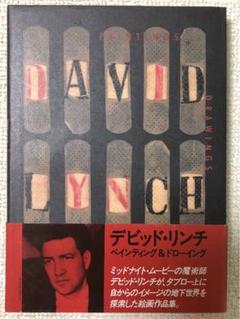 PAINTINGS
DAVID
DRAWINGS
LYNCH
デビッド・リンチ
ペインティング&ドローイング
ミッドナイト・ムービーの魔術師
デビッド・リンチが、タブロー上に
自からのイメージの地下世界を
探索した絵画作品集。